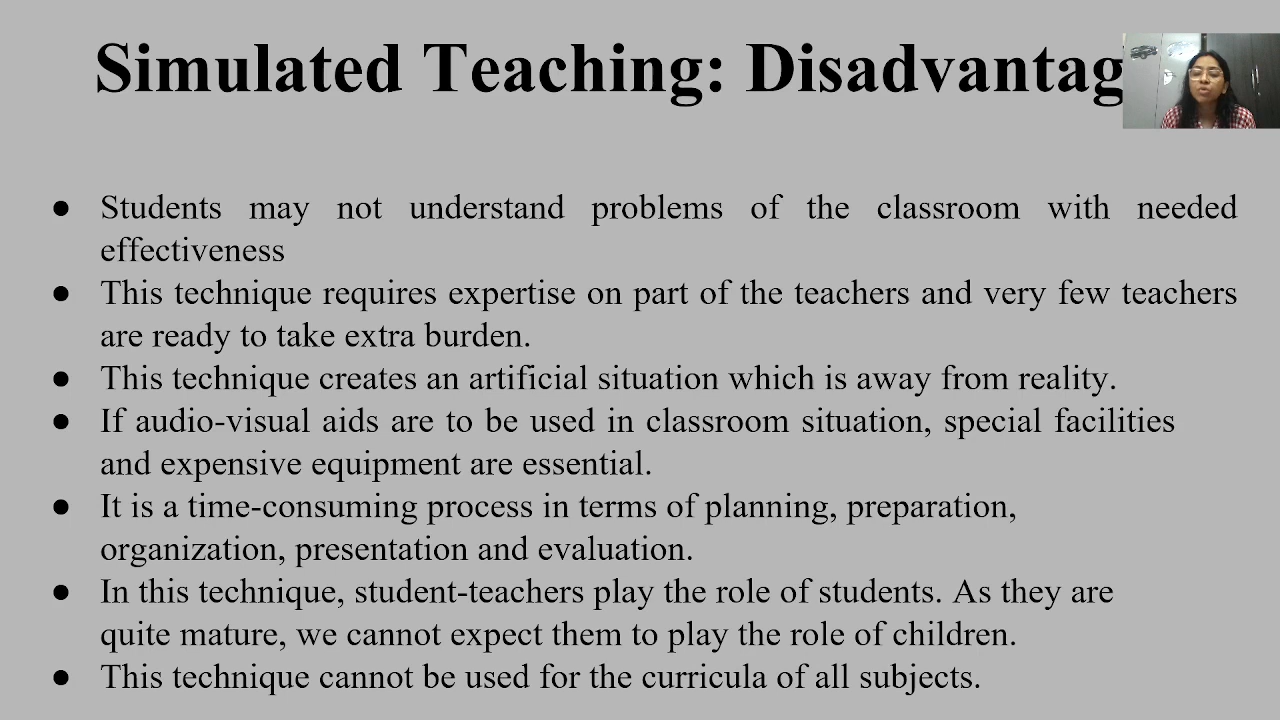 Simulated Teaching: Disadvantag
● Students may not understand problems of the classroom with needed
effectiveness
● This technique requires expertise on part of the teachers and very few teachers
are ready to take extra burden.
● This technique creates an artificial situation which is away from reality.
● If audio-visual aids are to be used in classroom situation, special facilities
and expensive equipment are essential.
● It is a time-consuming process in terms of planning, preparation,
organization, presentation and evaluation.
● In this technique, student-teachers play the role of students. As they are
quite mature, we cannot expect them to play the role of children.
● This technique cannot be used for the curricula of all subjects.